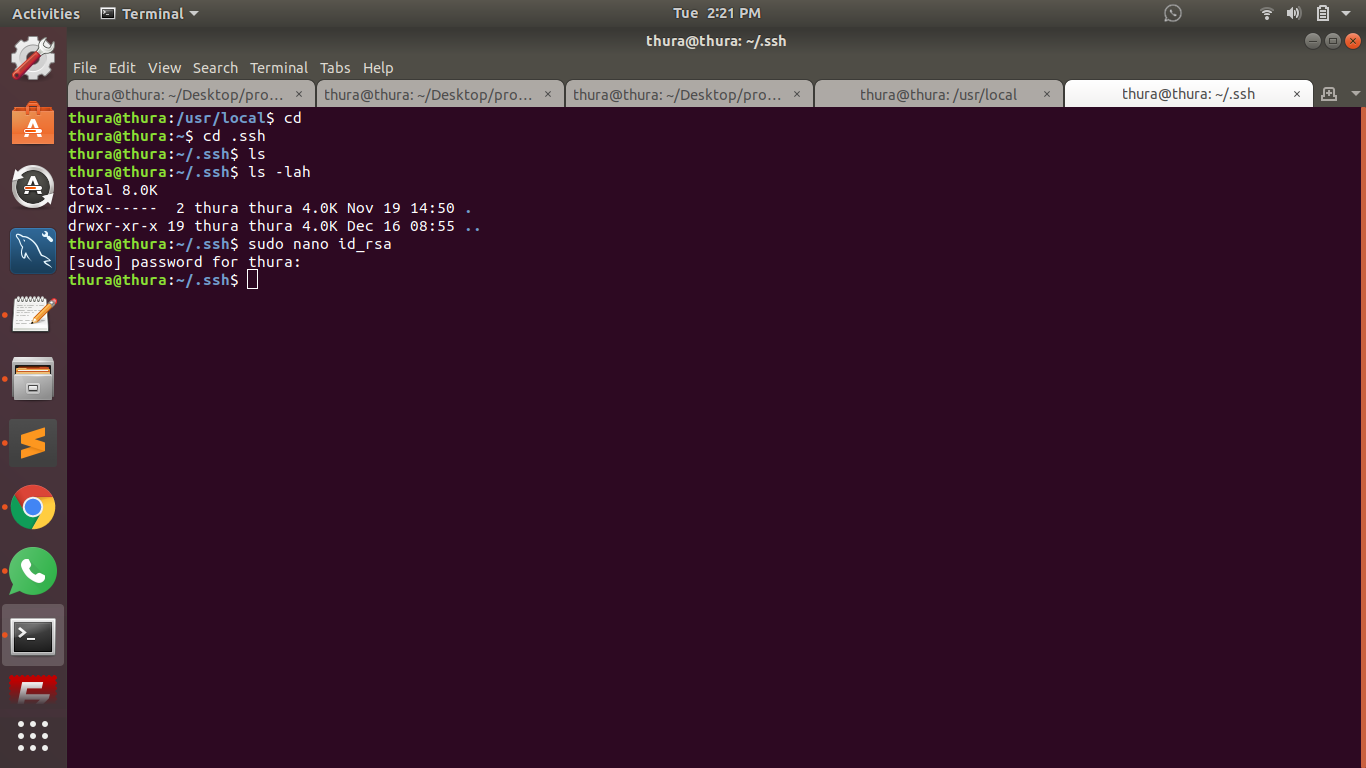 Activities Terminal Tue 2:21 PM
thura@thura: ~/.ssh
File Edit View Search Terminal Tabs Help
thura@thura: ~/Desktop/pro... × thura@thura: ~/Desktop/pro... × thura@thura: ~/Desktop/pro... × thura@thura: /usr/local × thura@thura: ~/.ssh ×
thura@thura:/usr/local$ cd
thura@thura:~$ cd .ssh
thura@thura:~/.ssh$ ls
thura@thura:~/.ssh$ ls -lah
total 8.0K
drwx------  2 thura thura 4.0K Nov 19 14:50 .
drwxr-xr-x 19 thura thura 4.0K Dec 16 08:55 ..
thura@thura:~/.ssh$ sudo nano id_rsa
[sudo] password for thura:
thura@thura:~/.ssh$